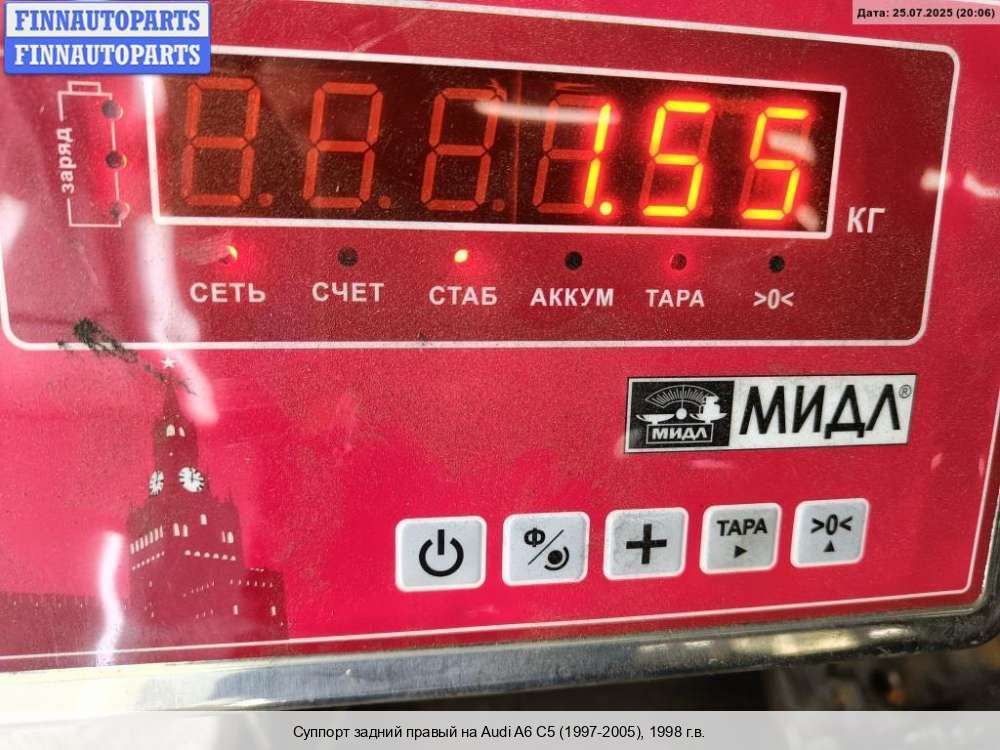 FINNAUTOPARTS
FINNAUTOPARTS
Дата: 25.07.2025 (20:06)
заряд
1.55
КГ
СЕТЬ СЧЕТ СТАБ АККУМ ТАРА >0<
МИДЛ
МИДЛ®
Ф
ТАРА >0<
Суппорт задний правый на Audi A6 C5 (1997-2005), 1998 г.в.